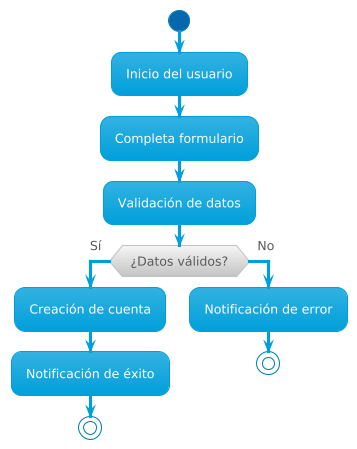 Inicio del usuario
Completa formulario
Validación de datos
¿Datos válidos?
Sí
No
Creación de cuenta
Notificación de error
Notificación de éxito